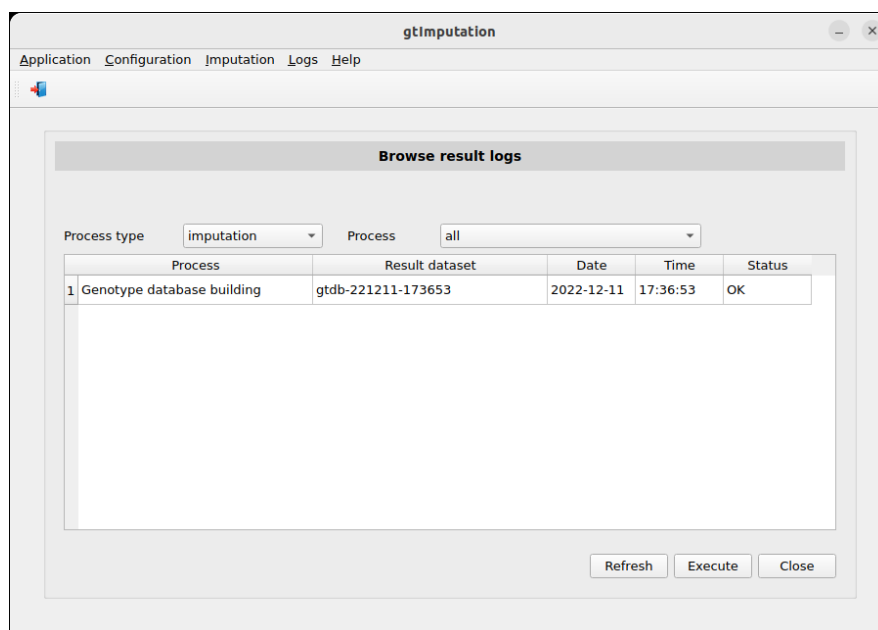 gtImputation
Application Configuration Imputation Logs Help
Browse result logs
Process type imputation Process all
Process Result dataset Date Time Status
1 Genotype database building gtdb-221211-173653 2022-12-11 17:36:53 OK
Refresh Execute Close